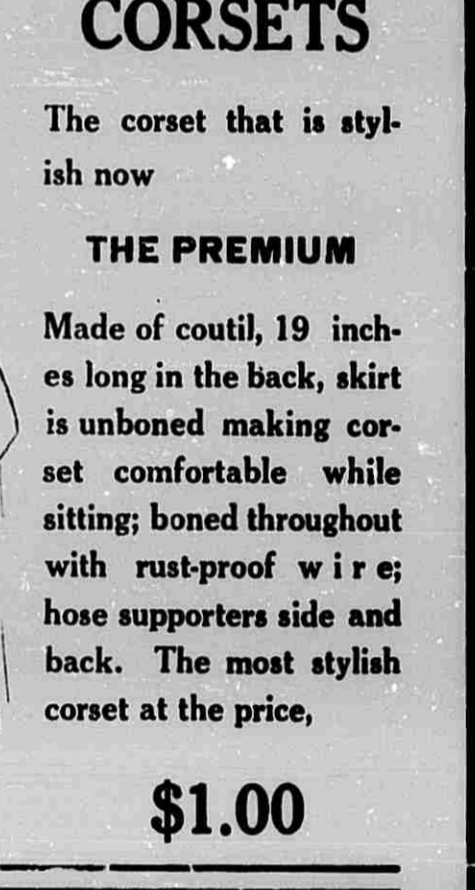 CORSETS
The corset that is styl-
ish now
THE PREMIUM
Made of coutil, 19 inch-
es long in the back, skirt
is unboned making cor-
set comfortable while
sitting; boned throughout
with rust-proof wire;
hose supporters side and
back. The most stylish
corset at the price,
$1.00